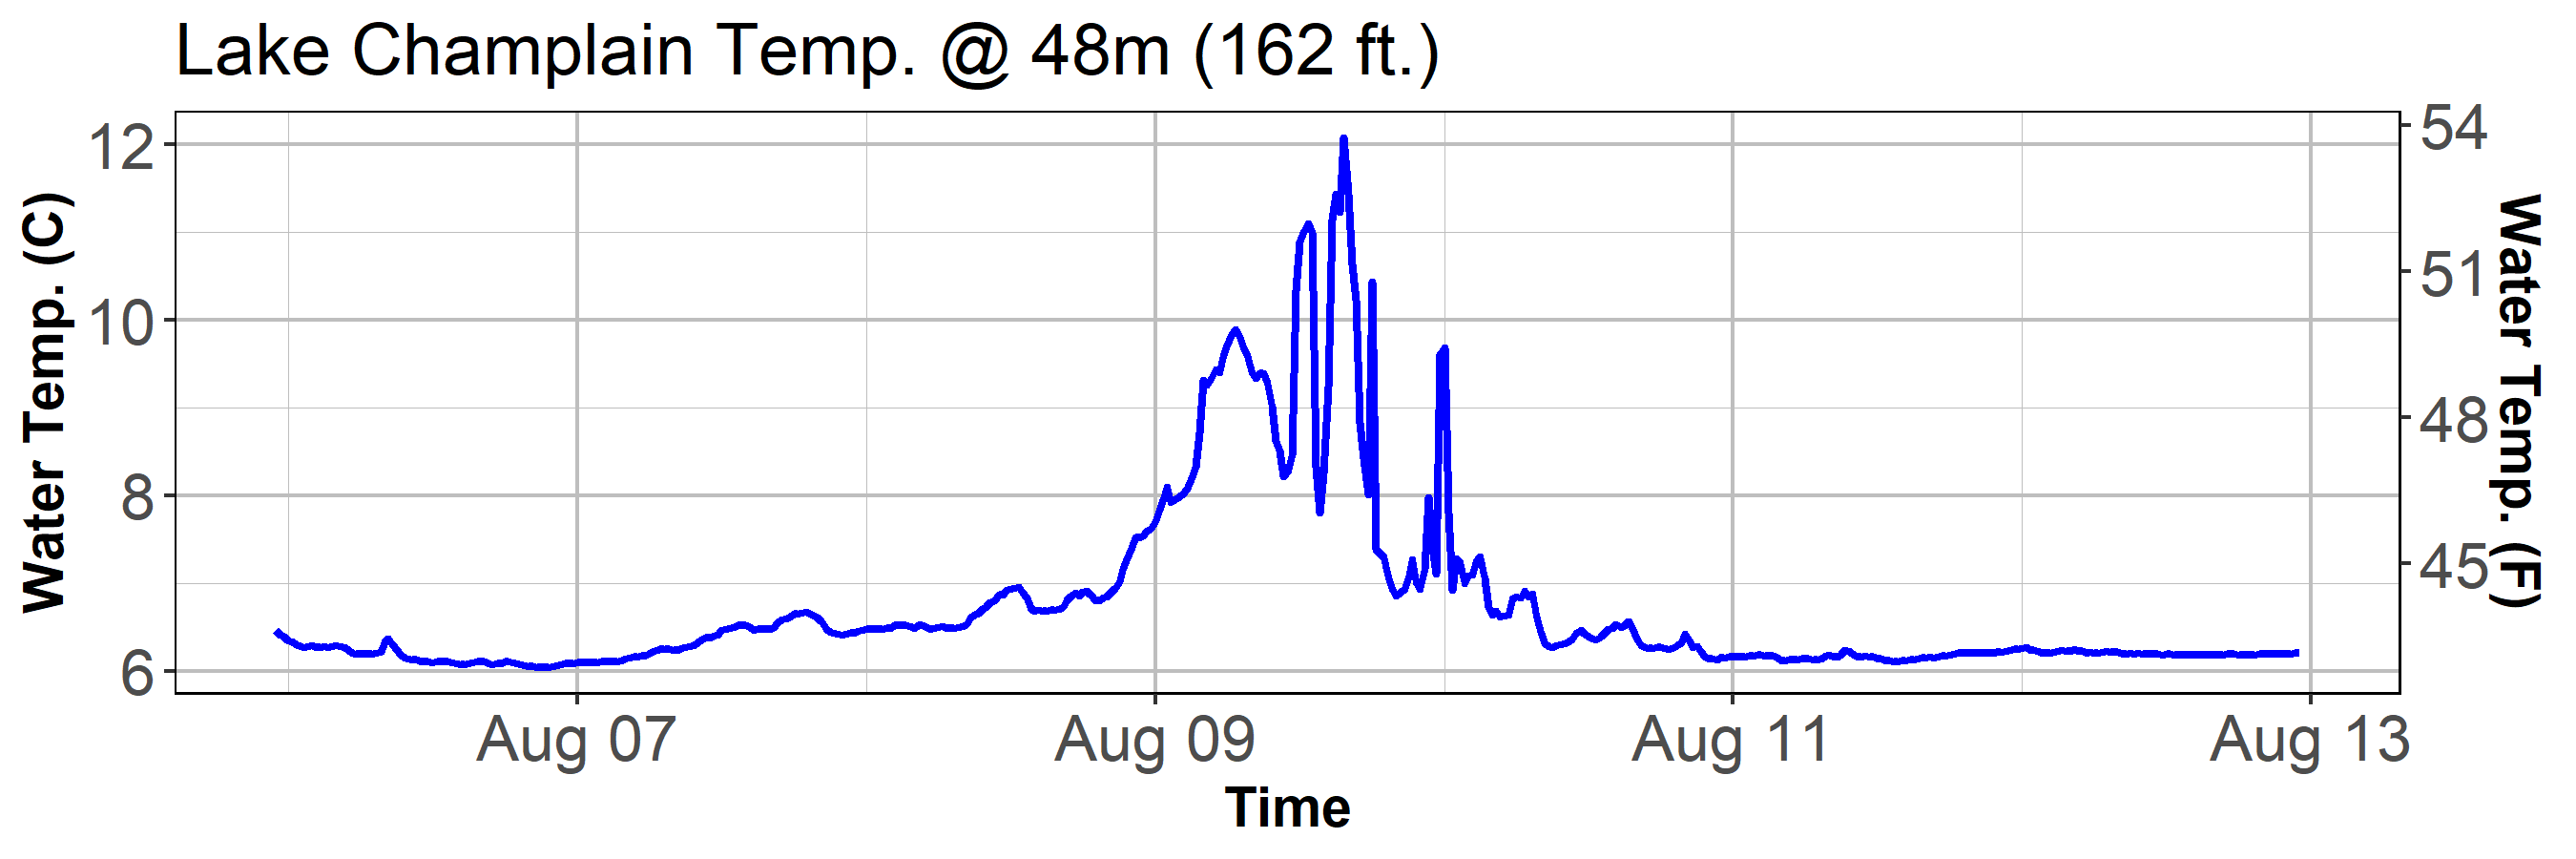 Lake Champlain Temp. @ 48m (162 ft.)
Water Temp. (C)
12
10
8
6
54
51
48
45
Water Temp. (F)
Aug 07 Aug 09 Aug 11 Aug 13
Time